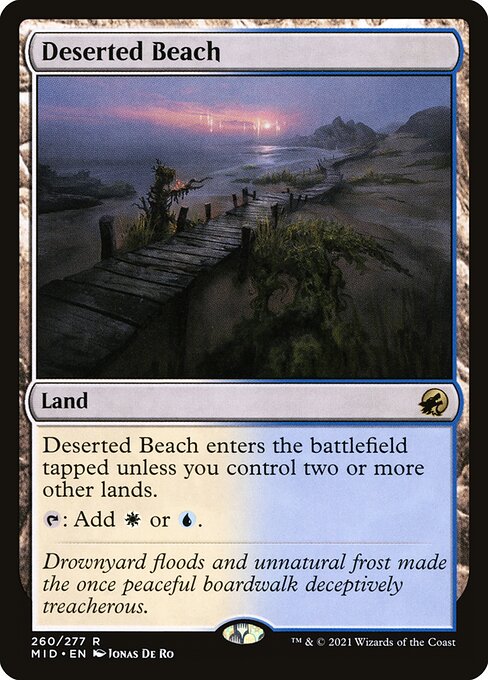 Deserted Beach
Land
Deserted Beach enters the battlefield
tapped unless you control two or more
other lands.
: Add or .
Drownyard floods and unnatural frost made
the once peaceful boardwalk deceptively
treacherous.
260/277 R
MID • EN Jonas De Ro
™ & © 2021 Wizards of the Coast